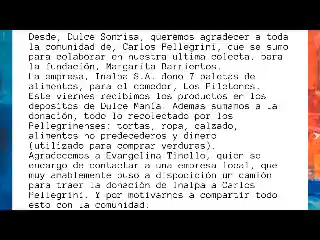 Desde, Dulce Sonrisa, queremos agradecer a toda
la comunidad de, Carlos Pellegrini, que se sumo
para colaborar en nuestra ultima colecta, para
la fundación, Margarita Barrientos.
La empresa, Inalpa S.A. dono 7 paletas de
alimentos, para el comedor, Los Piletones.
Este viernes recibimos los productos en los
depositos de Dulce Manía. Ademas sumamos a la
donación, todo lo recolectado por los
Pellegrinenses: tortas, ropa, calzado,
alimentos no predecederos y dinero
(utilizado para comprar verduras).
Agradecemos a Evangelina Tinollo, quien se
encargo de contactar a una empresa local, que
muy amablemente puso a disposición un camión
para traer la donación de Inalpa a Carlos
Pellegrini. Y por motivarnos a compartir todo
esto con la comunidad.